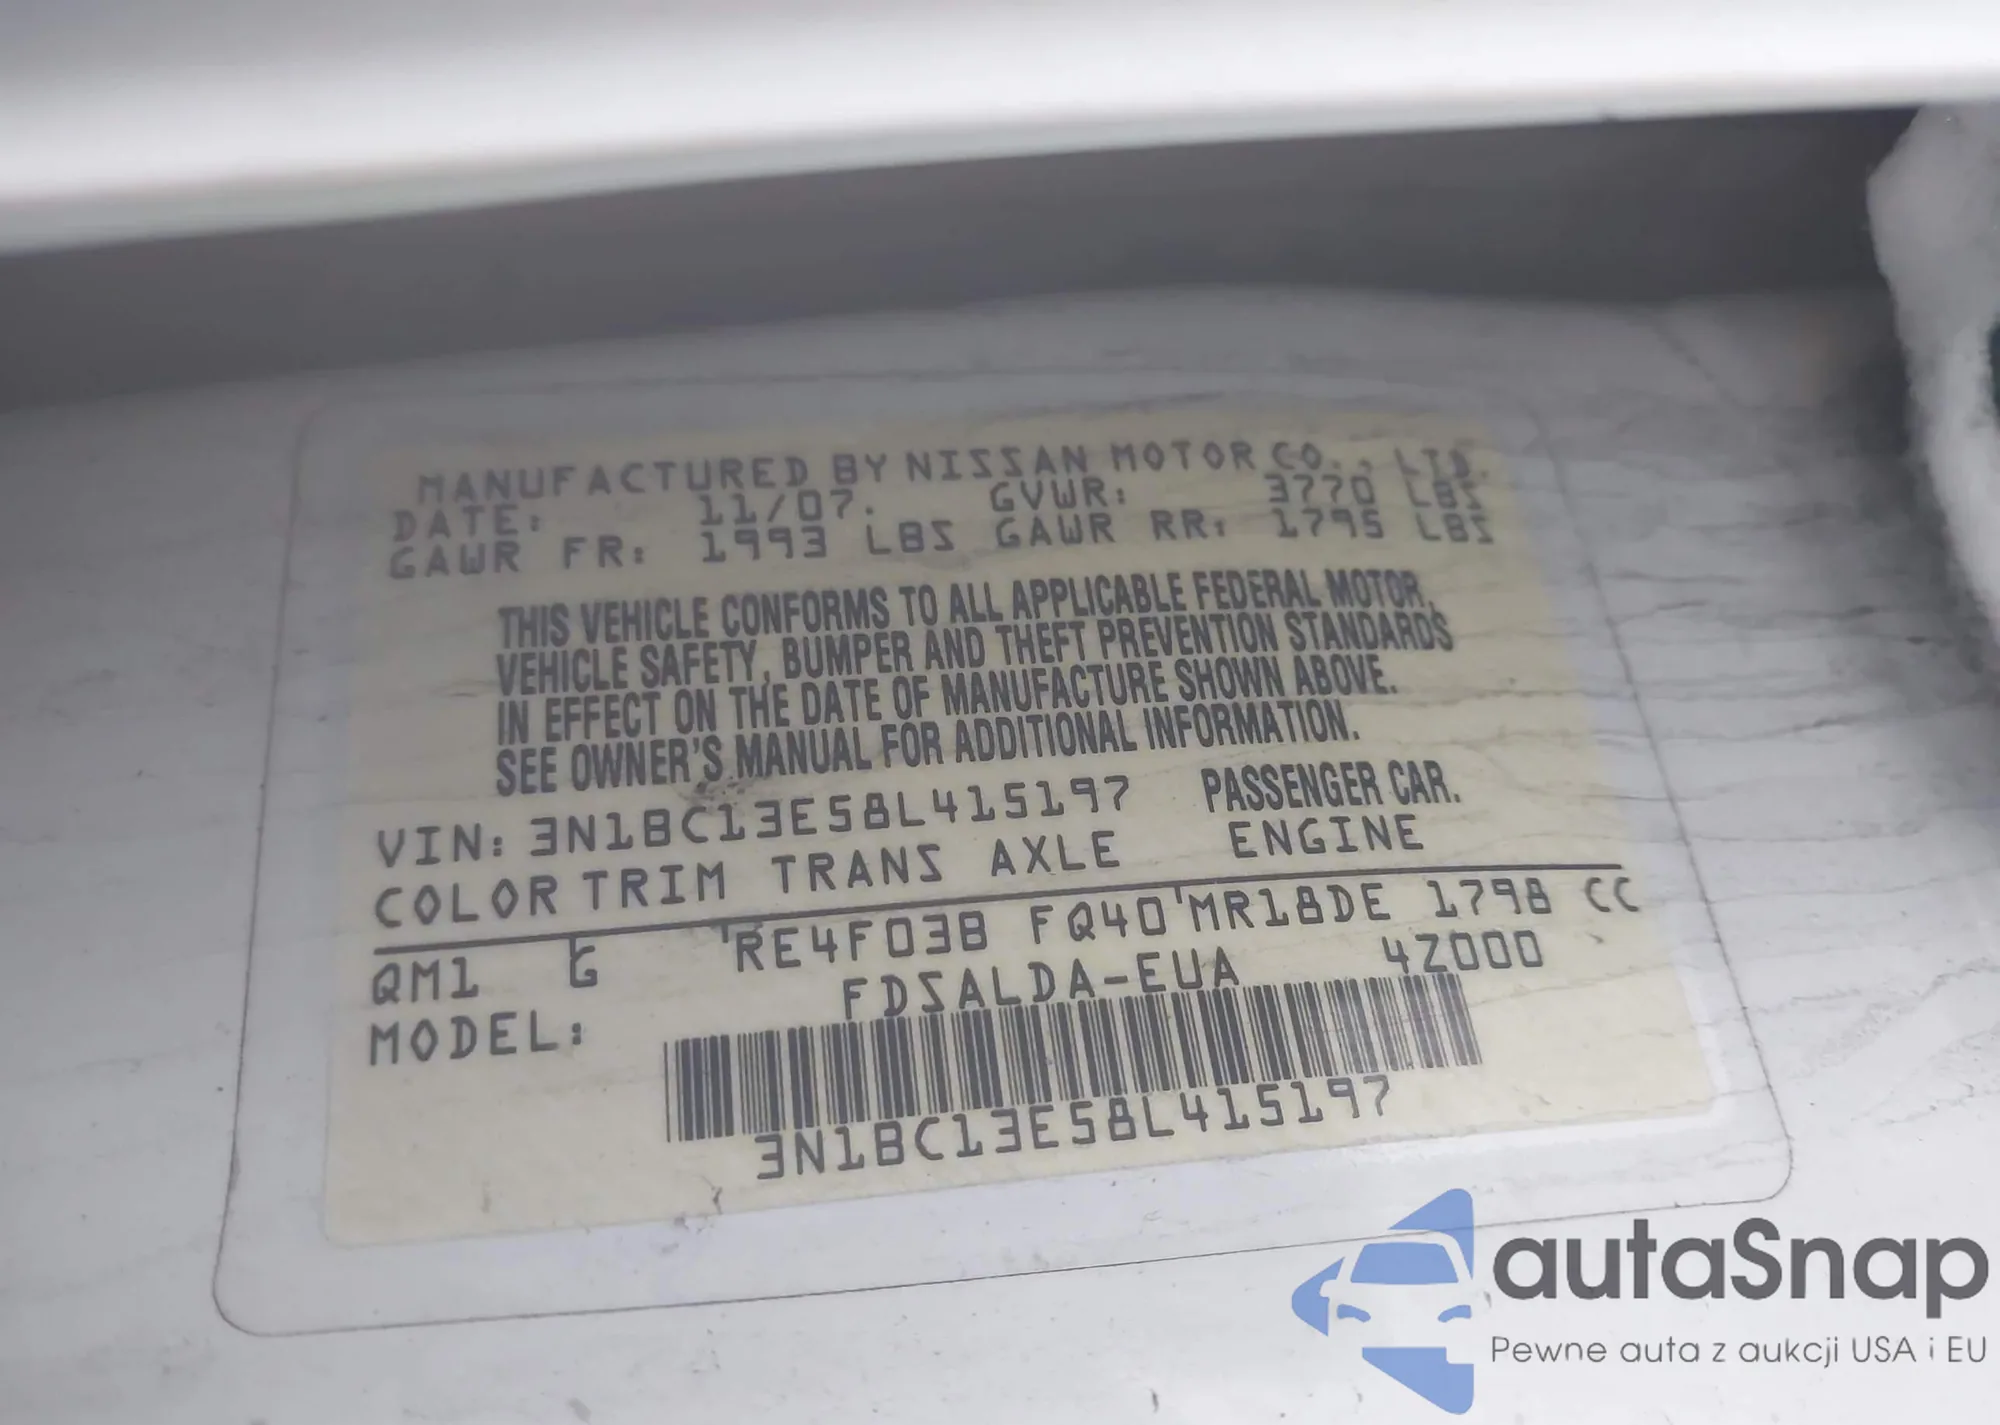 MANUFACTURED BY NISSAN MOTOR CO., LTD.
DATE: 11/07. GVWR: 3770 LBS
GAWR FR: 1993 LBS GAWR RR: 1795 LBS
THIS VEHICLE CONFORMS TO ALL APPLICABLE FEDERAL MOTOR
VEHICLE SAFETY, BUMPER AND THEFT PREVENTION STANDARDS
IN EFFECT ON THE DATE OF MANUFACTURE SHOWN ABOVE.
SEE OWNER'S MANUAL FOR ADDITIONAL INFORMATION.
VIN: 3N1BC13E58L415197 PASSENGER CAR.
COLOR TRIM TRANS AXLE ENGINE
QM1 G RE4F03B FQ40 MR18DE 1798 CC
MODEL: FDSALDA-EUA 4Z000
3N1BC13E58L415197
autaSnap
Pewne auta z aukcji USA i EU